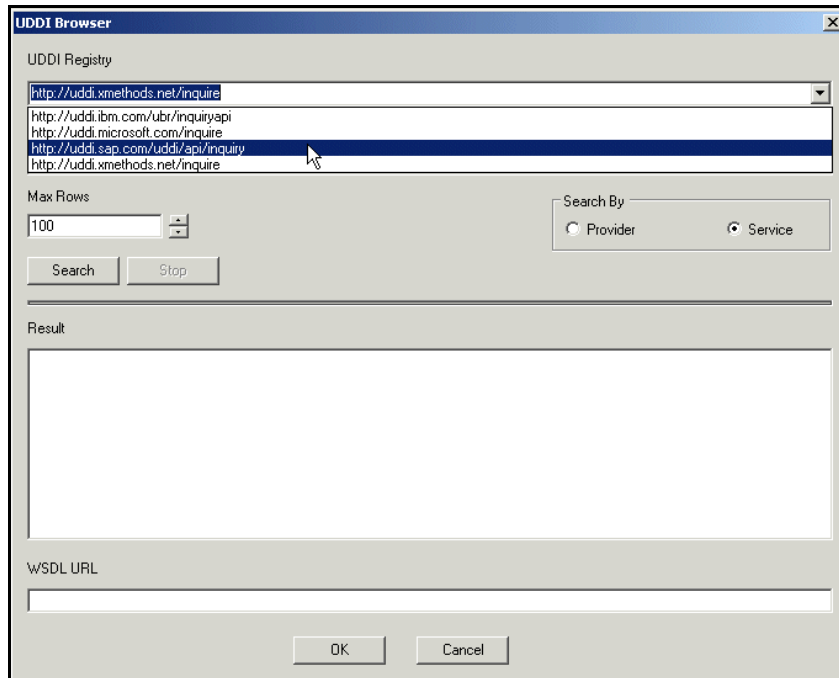 UDDI Browser
UDDI Registry
http://uddi.xmethods.net/inquire
http://uddi.ibm.com/ubr/inquiryapi
http://uddi.microsoft.com/inquire
http://uddi.sap.com/uddi/api/inquiry
http://uddi.xmethods.net/inquire
Max Rows
Search By
100
Provider
Service
Search
Stop
Result
WSDL URL
OK
Cancel